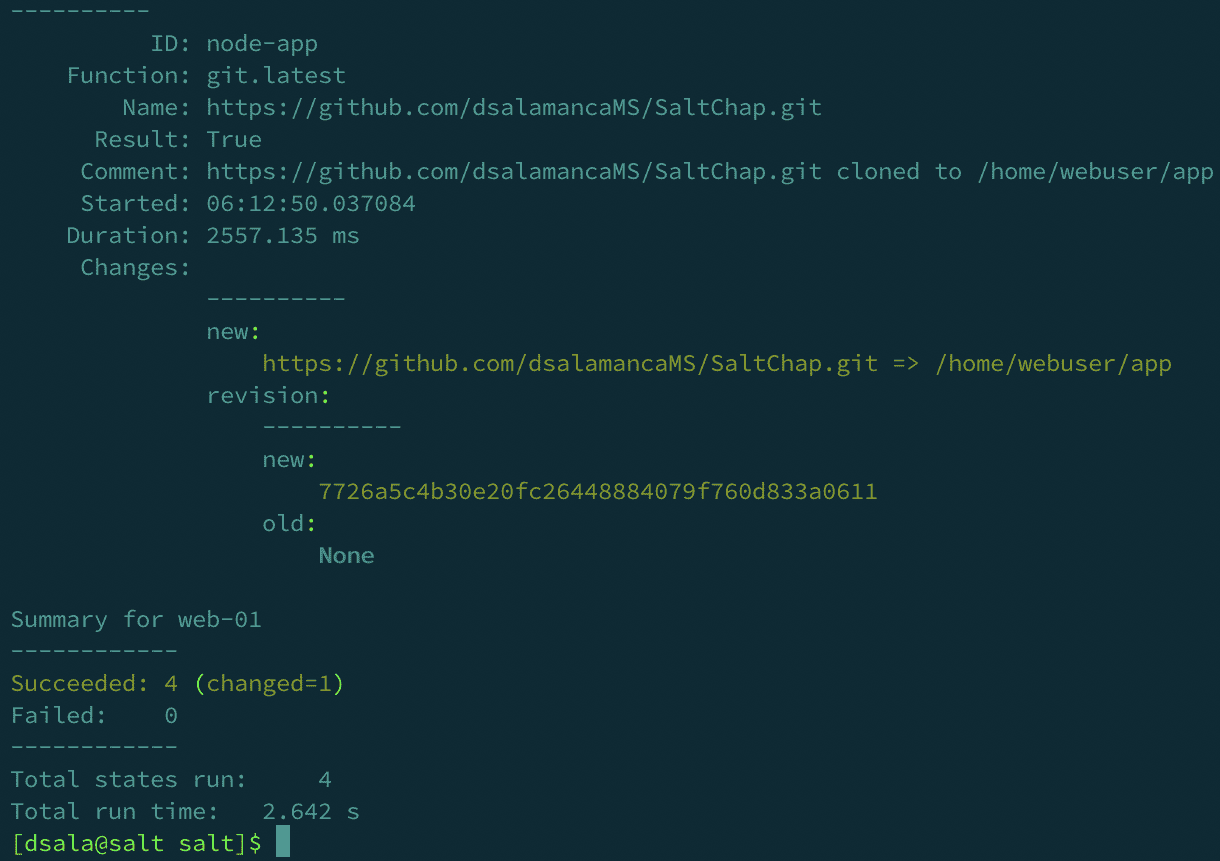 ----------
ID: node-app
Function: git.latest
Name: https://github.com/dsalamancaMS/SaltChap.git
Result: True
Comment: https://github.com/dsalamancaMS/SaltChap.git cloned to /home/webuser/app
Started: 06:12:50.037084
Duration: 2557.135 ms
Changes:
----------
new:
https://github.com/dsalamancaMS/SaltChap.git => /home/webuser/app
revision:
----------
new:
7726a5c4b30e20fc26448884079f760d833a0611
old:
None
Summary for web-01
------------
Succeeded: 4 (changed=1)
Failed: 0
------------
Total states run: 4
Total run time: 2.642 s
[dsala@salt salt]$